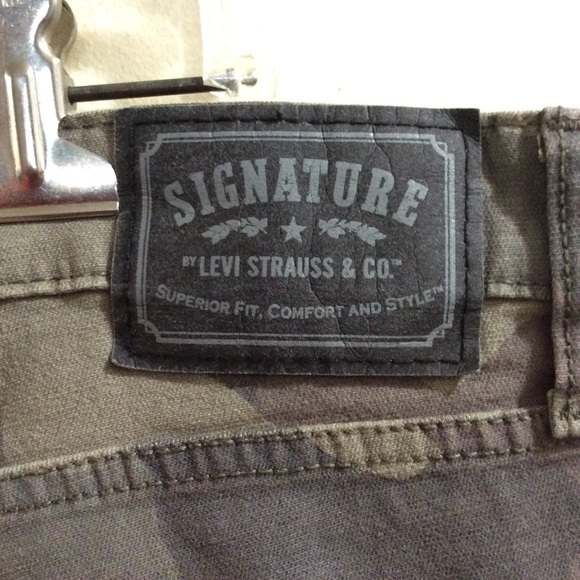 SIGNATURE
BY LEVI STRAUSS & CO.™
SUPERIOR FIT, COMFORT AND STYLE™